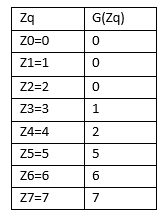 Zq G(Zq)
Z0=0 0
Z1=1 0
Z2=2 0
Z3=3 1
Z4=4 2
Z5=5 5
Z6=6 6
Z7=7 7